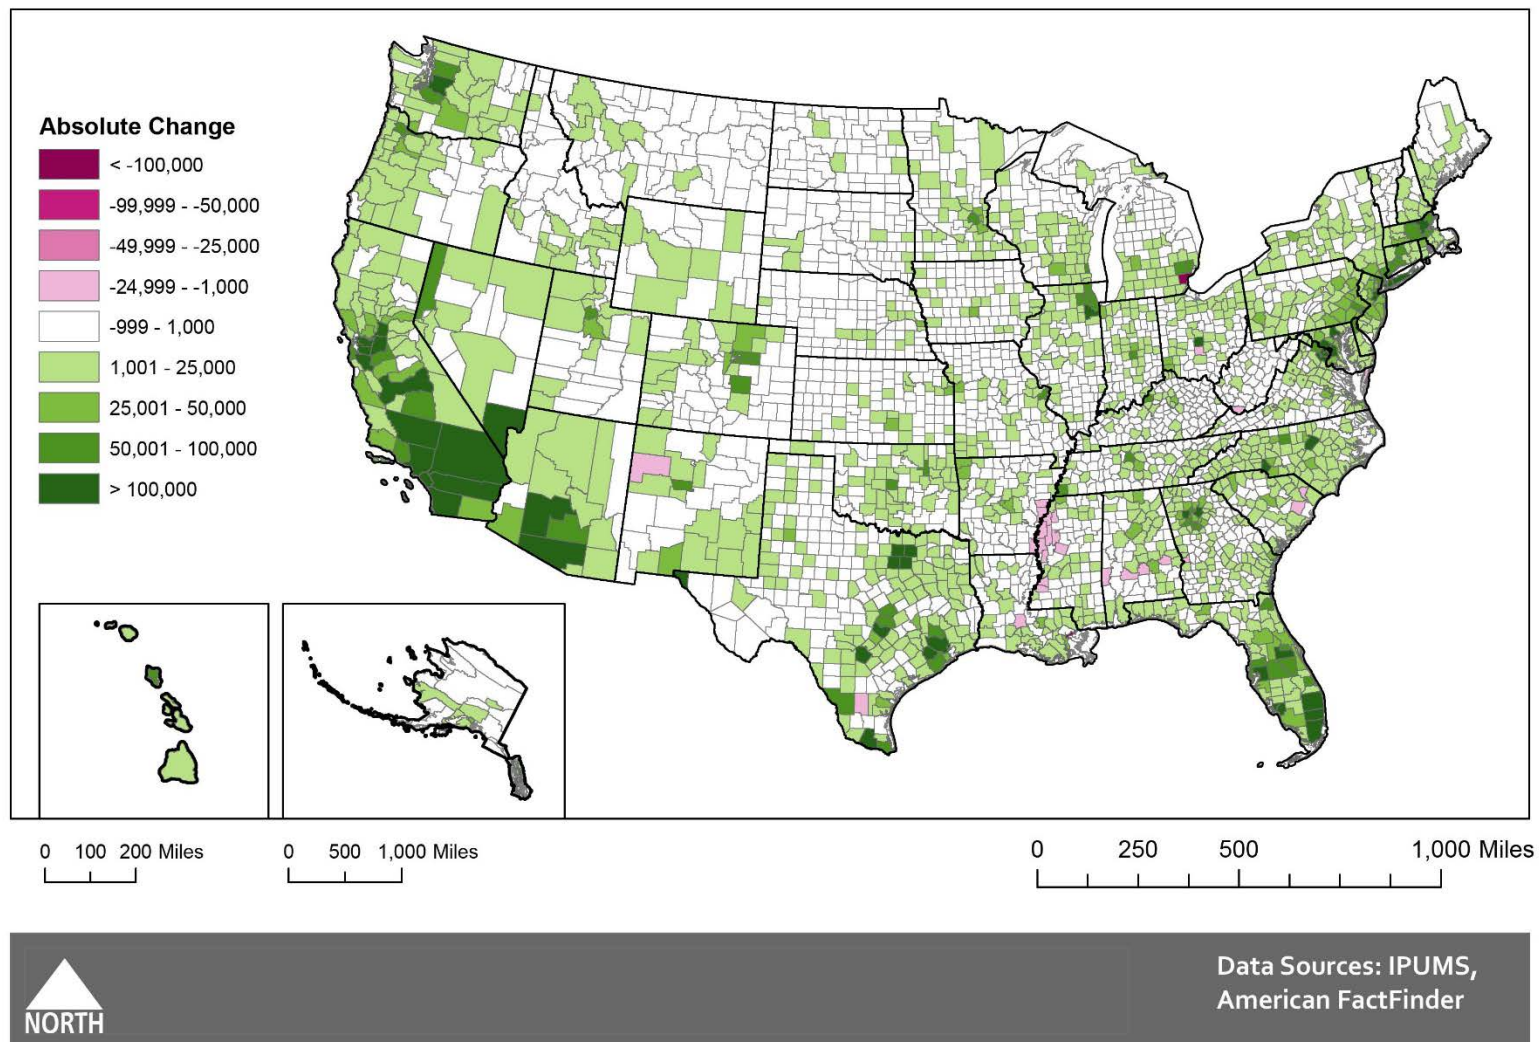 Absolute Change
< -100,000
-99,999 - -50,000
-49,999 - -25,000
-24,999 - -1,000
-999 - 1,000
1,001 - 25,000
25,001 - 50,000
50,001 - 100,000
> 100,000
0 100 200 Miles
0 500 1,000 Miles
0 250 500 1,000 Miles
NORTH
Data Sources: IPUMS,
American FactFinder